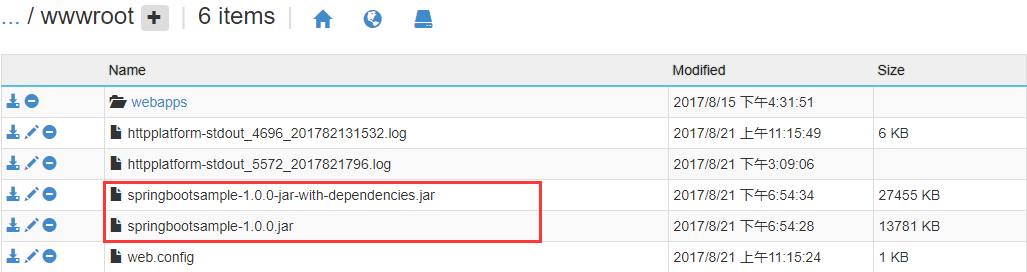 ... / wwwroot + | 6 items |
Name Modified Size
webapps 2017/8/15 下午4:31:51
httpplatform-stdout_4696_201782131532.log 2017/8/21 上午11:15:49 6 KB
httpplatform-stdout_5572_2017821796.log 2017/8/21 下午3:09:06
springbootsample-1.0.0-jar-with-dependencies.jar 2017/8/21 下午6:54:34 27455 KB
springbootsample-1.0.0.jar 2017/8/21 下午6:54:28 13781 KB
web.config 2017/8/21 上午11:15:24 1 KB